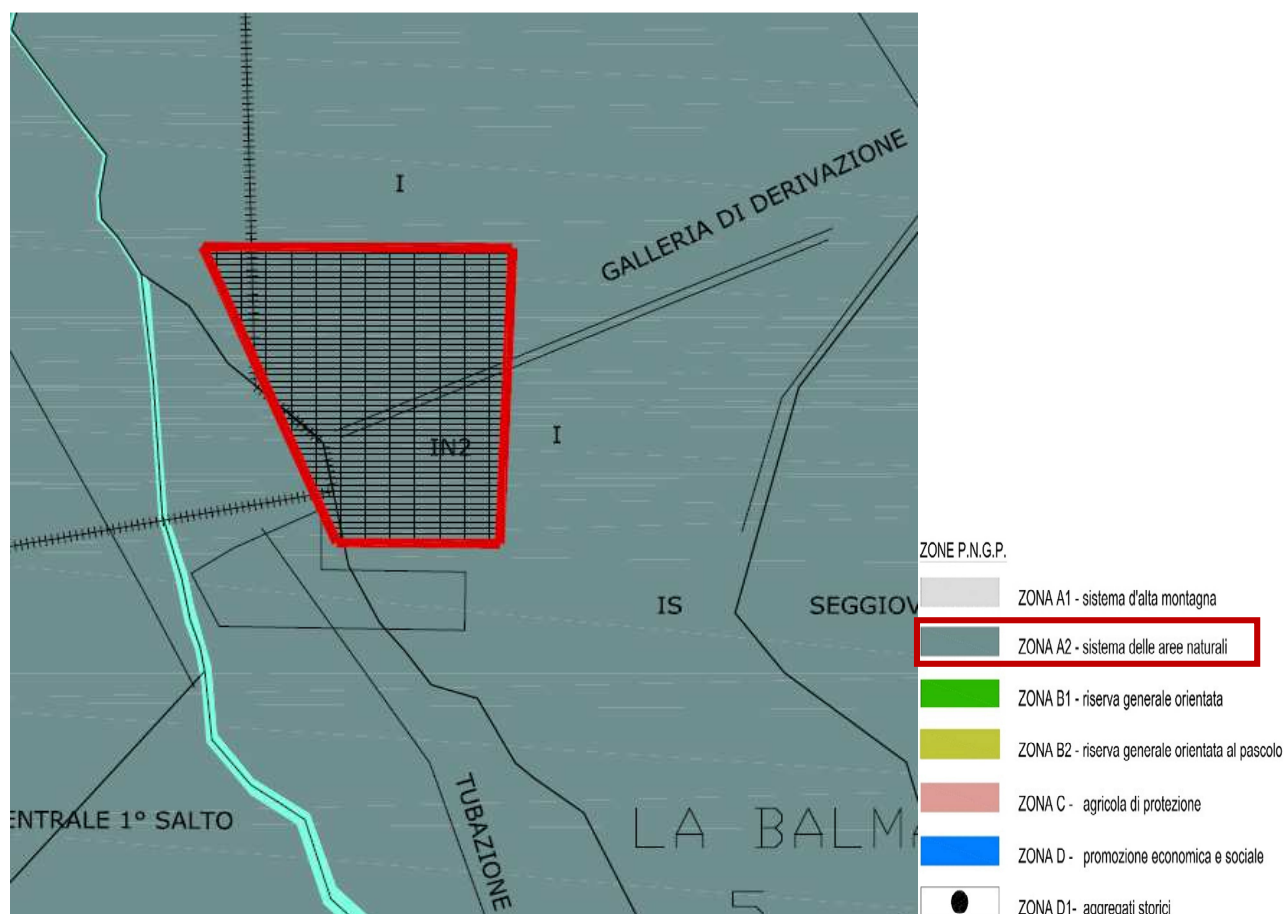 I
GALLERIA DI DERIVAZIONE
IN2
I
IS
SEGGIOV
ENTRALE 1° SALTO
TUBAZIONE
LA BALMA
ZONE P.N.G.P.
ZONA A1 - sistema d'alta montagna
ZONA A2 - sistema delle aree naturali
ZONA B1 - riserva generale orientata
ZONA B2 - riserva generale orientata al pascolo
ZONA C - agricola di protezione
ZONA D - promozione economica e sociale
ZONA D1- aggregati storici